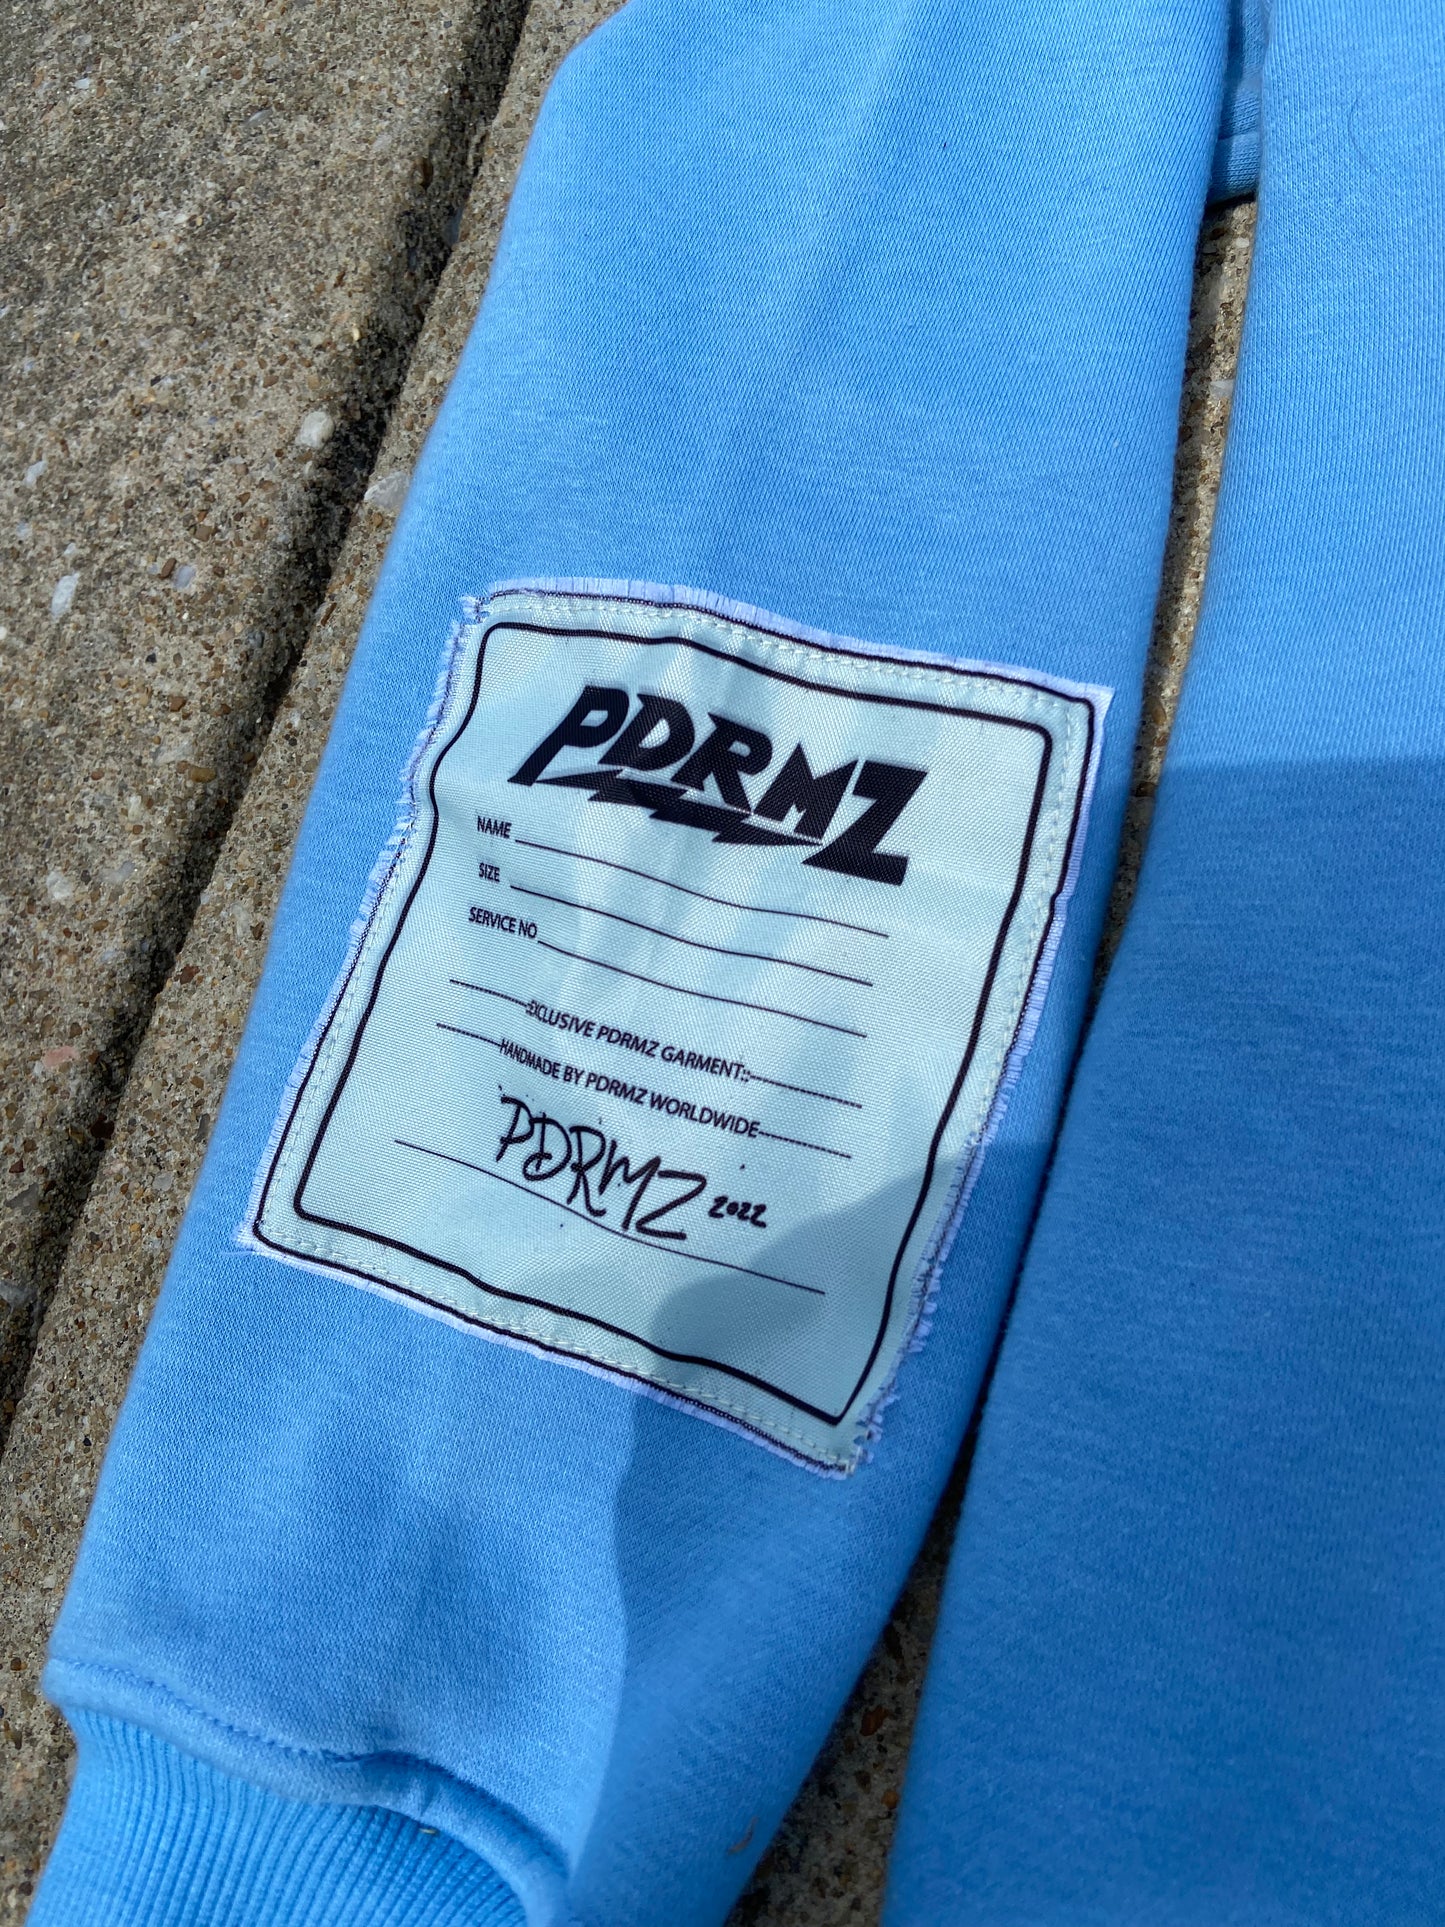 PDRMZ
NAME
SIZE
SERVICE NO
----------:EXCLUSIVE PDRMZ GARMENT::--------------
---------HANDMADE BY PDRMZ WORLDWIDE------------
PDRMZ 2022